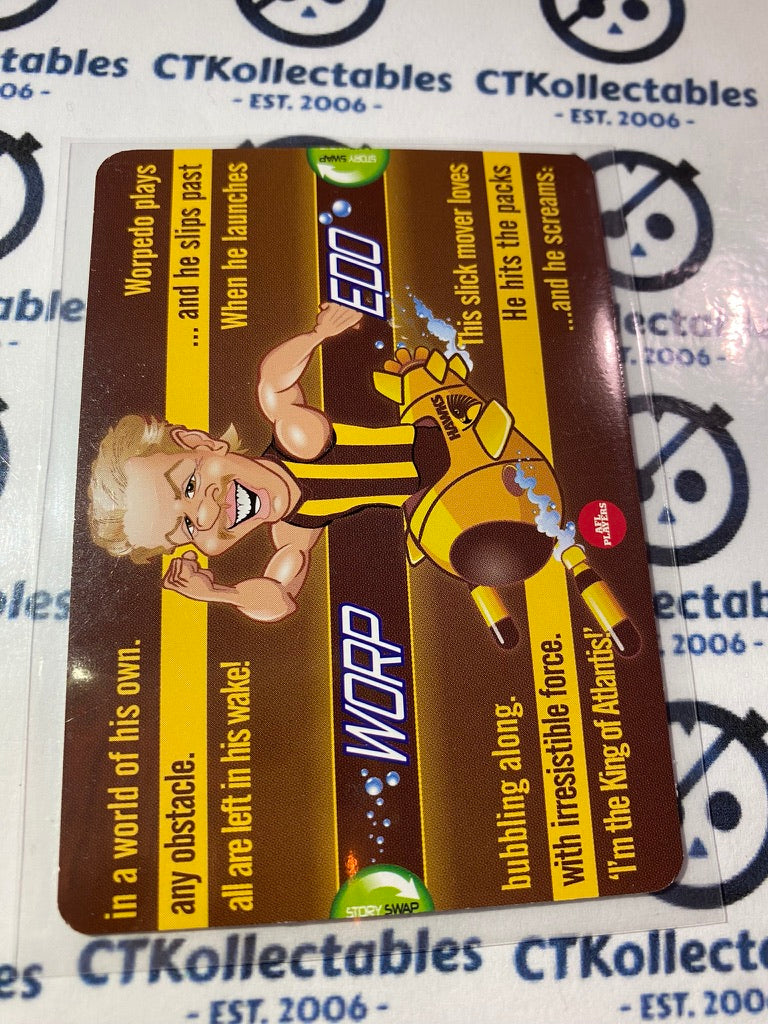 CTKollectables
- EST. 2006 -
CTKollectables
- EST. 2006 -
in a world of his own.
any obstacle.
all are left in his wake!
Worpedo plays
... and he slips past
When he launches
STORY SWAP
WORP
EDO
STORY SWAP
HAWKS
bubbling along.
with irresistible force.
'I'm the King of Atlantis!'
This slick mover loves
He hits the packs
...and he screams:
AFL
PLAYERS
CTKollectables
- EST. 2006 -